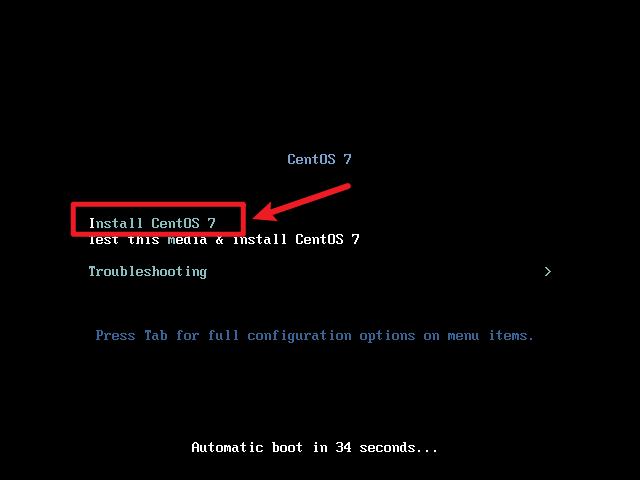 CentOS 7
Install CentOS 7
Test this media & install CentOS 7
Troubleshooting >
Press Tab for full configuration options on menu items.
Automatic boot in 34 seconds...